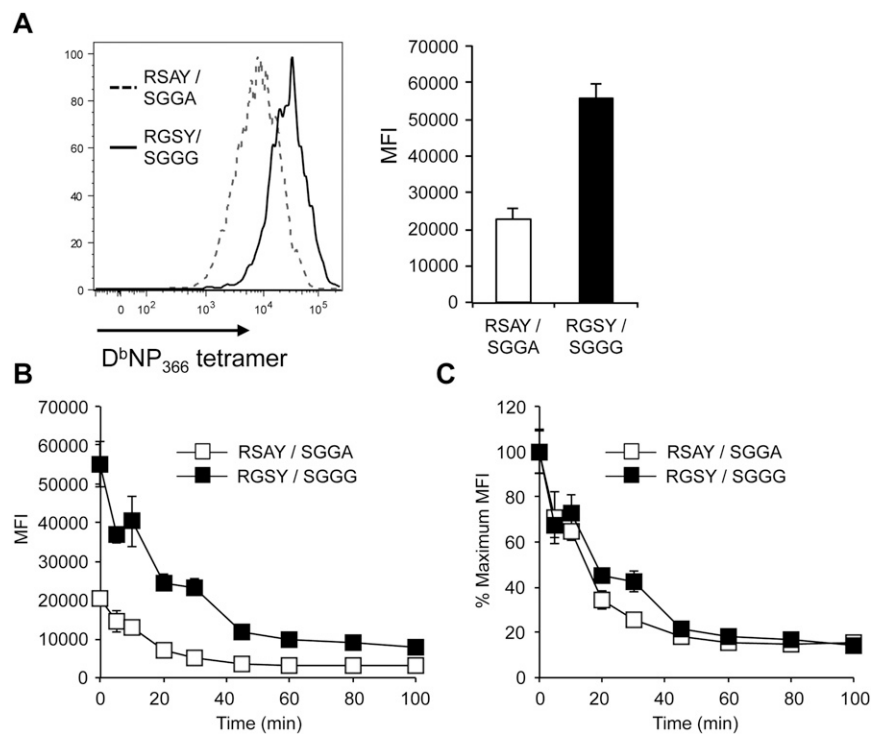 A
100
80
60
40
20
0
RSAY /
SGGA
RGSY/
SGGG
0 10² 10³ 10⁴ 10⁵
DᵇNP₃₆₆ tetramer
MFI
70000
60000
50000
40000
30000
20000
10000
0
RSAY /
SGGA
RGSY/
SGGG
B
MFI
70000
60000
50000
40000
30000
20000
10000
0
RSAY / SGGA
RGSY / SGGG
0 20 40 60 80 100
Time (min)
C
% Maximum MFI
120
100
80
60
40
20
0
RSAY / SGGA
RGSY / SGGG
0 20 40 60 80 100
Time (min)